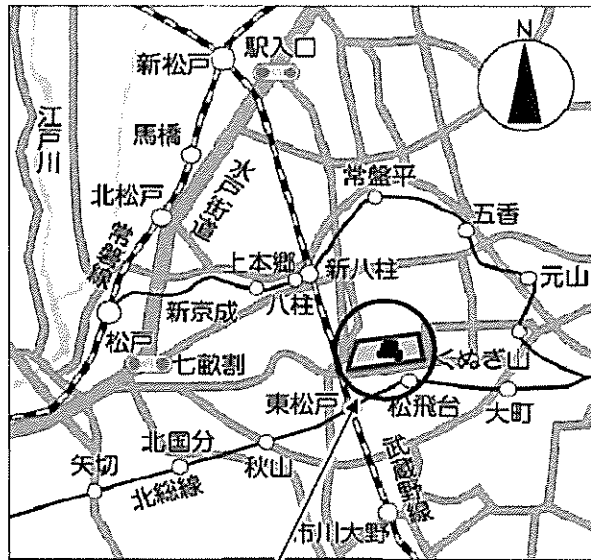 N
駅入口
新松戸
江戸川
馬橋
水戸街道
常盤平
北松戸
五香
常磐線
上本郷
新八柱
元山
新京成
八柱
松戸
七畝割
くぬぎ山
東松戸
松飛台
大町
北国分
矢切
北総線
秋山
武蔵野線
市川大野